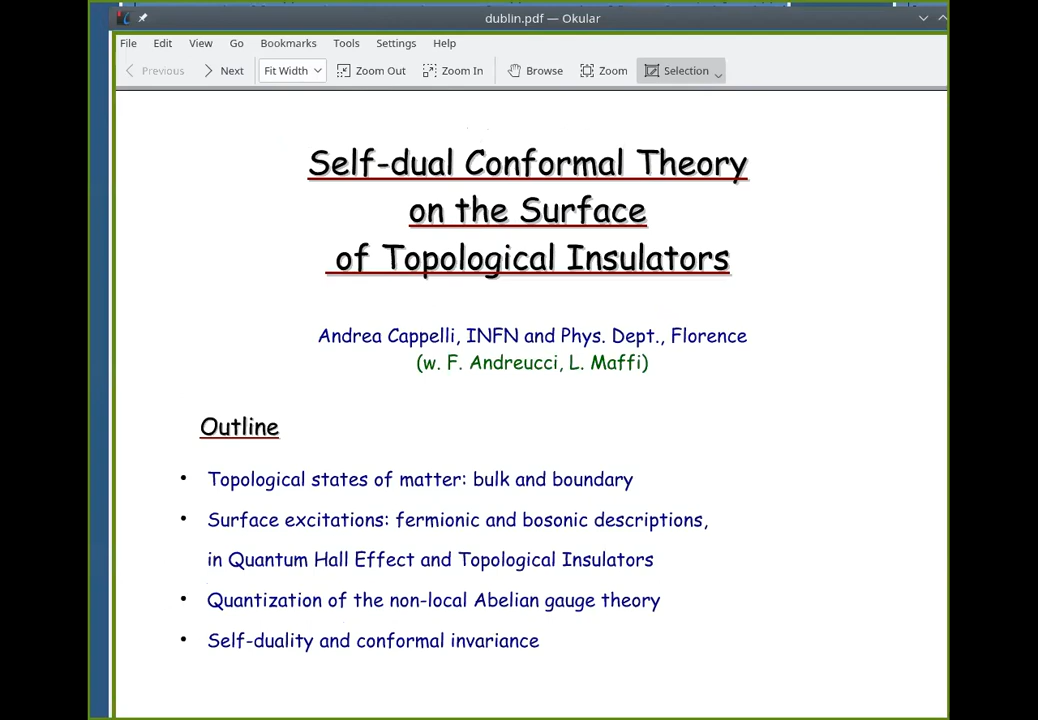 dublin.pdf — Okular
File Edit View Go Bookmarks Tools Settings Help
Previous Next Fit Width Zoom Out Zoom In Browse Zoom Selection
Self-dual Conformal Theory
on the Surface
of Topological Insulators
Andrea Cappelli, INFN and Phys. Dept., Florence
(w. F. Andreucci, L. Maffi)
Outline
• Topological states of matter: bulk and boundary
• Surface excitations: fermionic and bosonic descriptions,
in Quantum Hall Effect and Topological Insulators
• Quantization of the non-local Abelian gauge theory
• Self-duality and conformal invariance